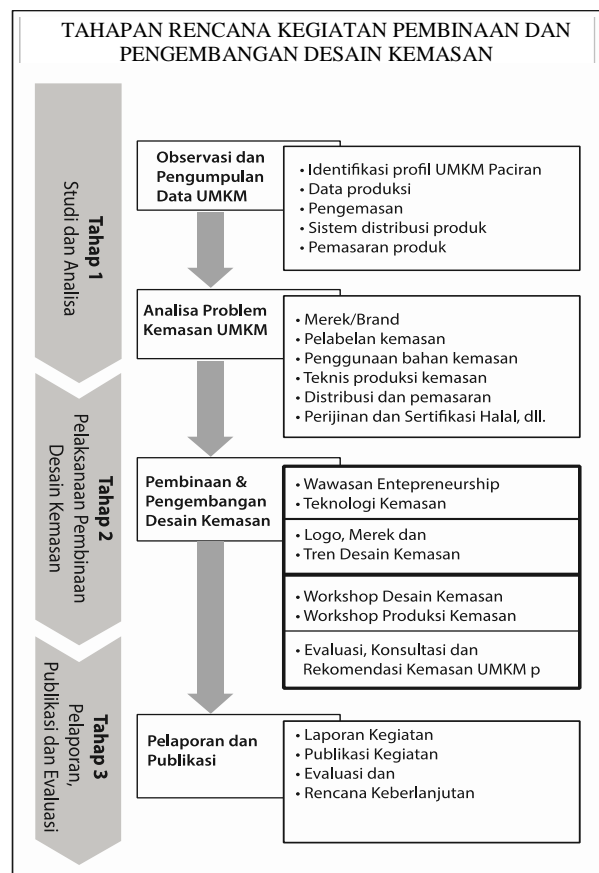 TAHAPAN RENCANA KEGIATAN PEMBINAAN DAN
PENGEMBANGAN DESAIN KEMASAN
Tahap 1
Studi dan Analisa
Observasi dan
Pengumpulan
Data UMKM
• Identifikasi profil UMKM Paciran
• Data produksi
• Pengemasan
• Sistem distribusi produk
• Pemasaran produk
Analisa Problem
Kemasan UMKM
• Merek/Brand
• Pelabelan kemasan
• Penggunaan bahan kemasan
• Teknis produksi kemasan
• Distribusi dan pemasaran
• Perijinan dan Sertifikasi Halal, dll.
Tahap 2
Pelaksanaan Pembinaan
Desain Kemasan
Pembinaan &
Pengembangan
Desain Kemasan
• Wawasan Entepreneurship
• Teknologi Kemasan
• Logo, Merek dan
• Tren Desain Kemasan
• Workshop Desain Kemasan
• Workshop Produksi Kemasan
• Evaluasi, Konsultasi dan
Rekomendasi Kemasan UMKM p
Tahap 3
Pelaporan,
Publikasi dan Evaluasi
Pelaporan dan
Publikasi
• Laporan Kegiatan
• Publikasi Kegiatan
• Evaluasi dan
• Rencana Keberlanjutan